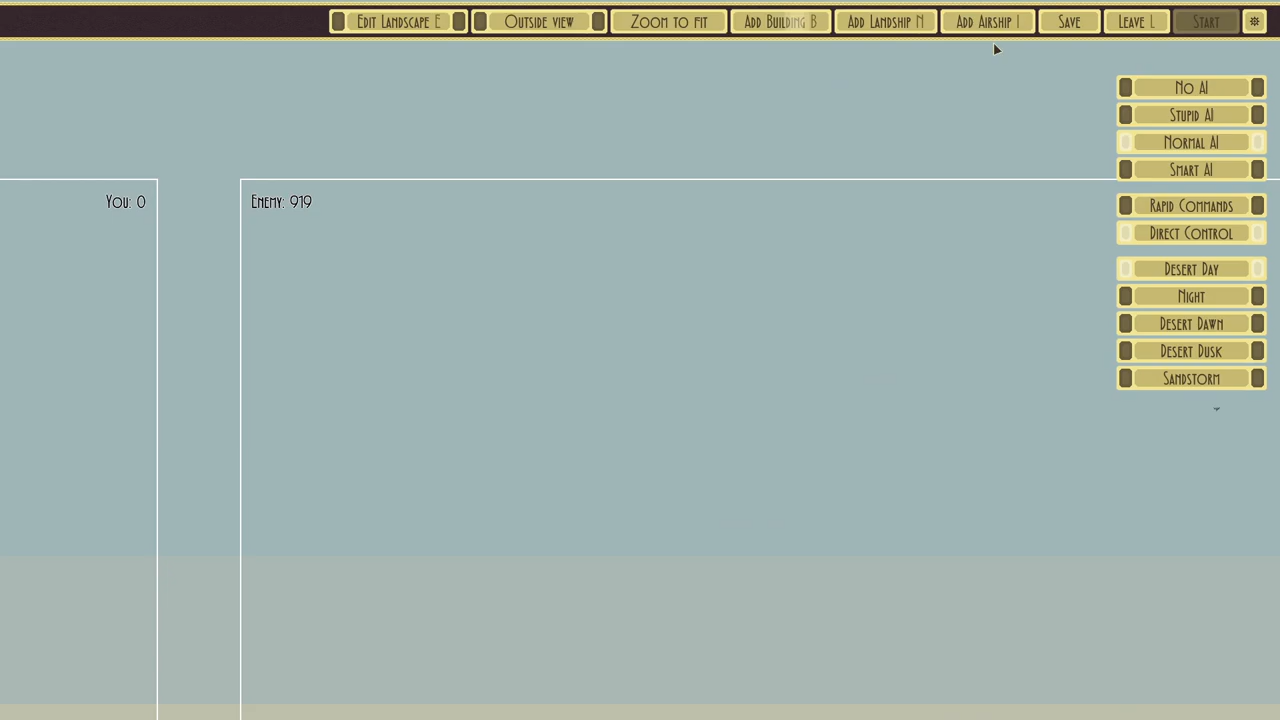 Edit Landscape E
Outside view
Zoom to fit
Add Building B
Add Landship N
Add Airship I
Save
Leave L
Start
No AI
Stupid AI
Normal AI
Smart AI
You: 0
Enemy: 919
Rapid Commands
Direct Control
Desert Day
Night
Desert Dawn
Desert Dusk
Sandstorm